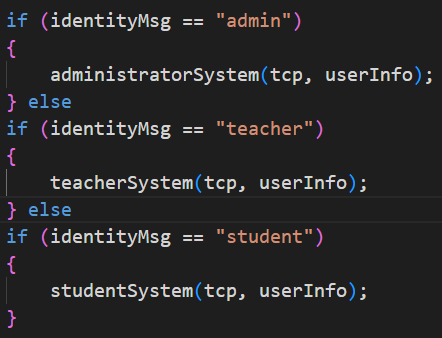 if (identityMsg == "admin")
{
    administratorSystem(tcp, userInfo);
} else
if (identityMsg == "teacher")
{
    teacherSystem(tcp, userInfo);
} else
if (identityMsg == "student")
{
    studentSystem(tcp, userInfo);
}